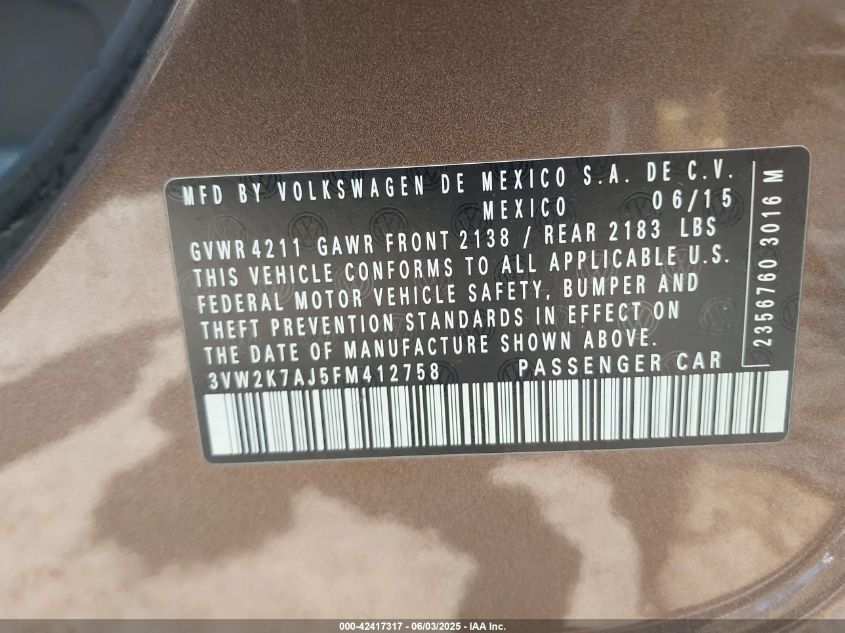 MFD BY VOLKSWAGEN DE MEXICO S.A. DE C.V.
MEXICO 06/15
GVWR 4211 GAWR FRONT 2138 / REAR 2183 LBS
THIS VEHICLE CONFORMS TO ALL APPLICABLE U.S.
FEDERAL MOTOR VEHICLE SAFETY, BUMPER AND
THEFT PREVENTION STANDARDS IN EFFECT ON
THE DATE OF MANUFACTURE SHOWN ABOVE.
3VW2K7AJ5FM412758 PASSENGER CAR
2356760 3016 M
000-42417317 - 06/03/2025 - IAA Inc.